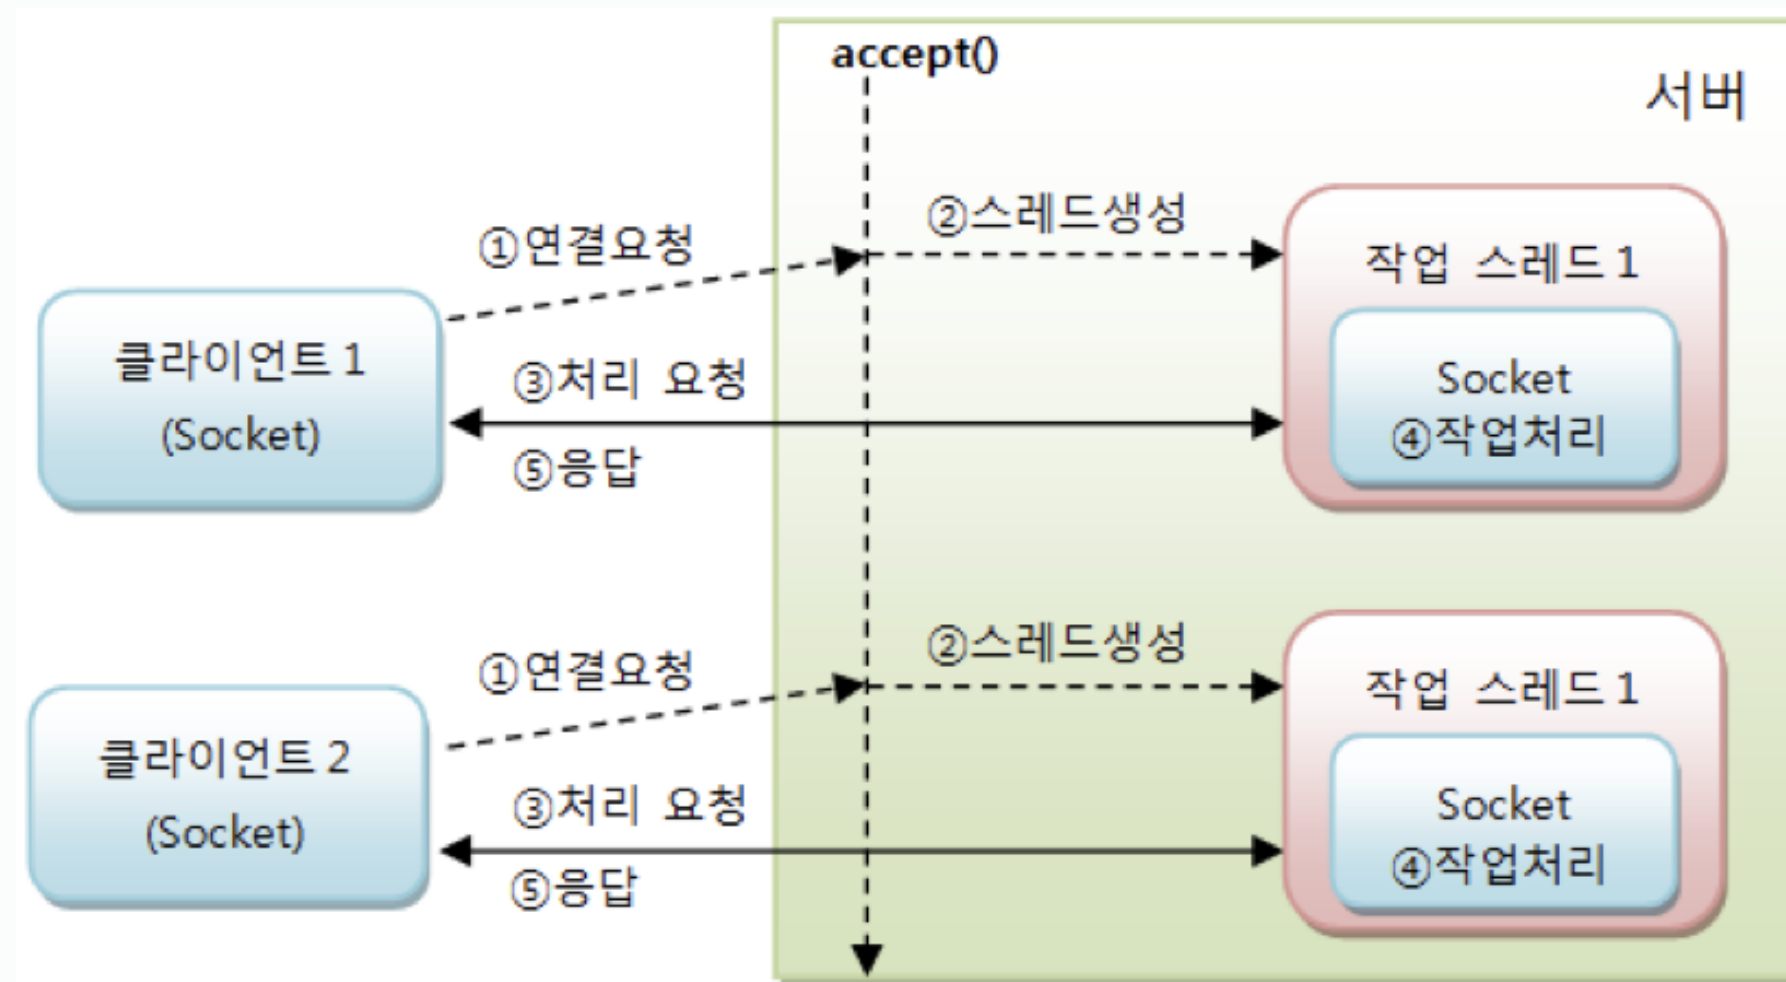 accept()
서버
①연결요청
②스레드생성
작업 스레드 1
클라이언트 1
(Socket)
③처리 요청
⑤응답
Socket
④작업처리
①연결요청
②스레드생성
작업 스레드 1
클라이언트 2
(Socket)
③처리 요청
⑤응답
Socket
④작업처리